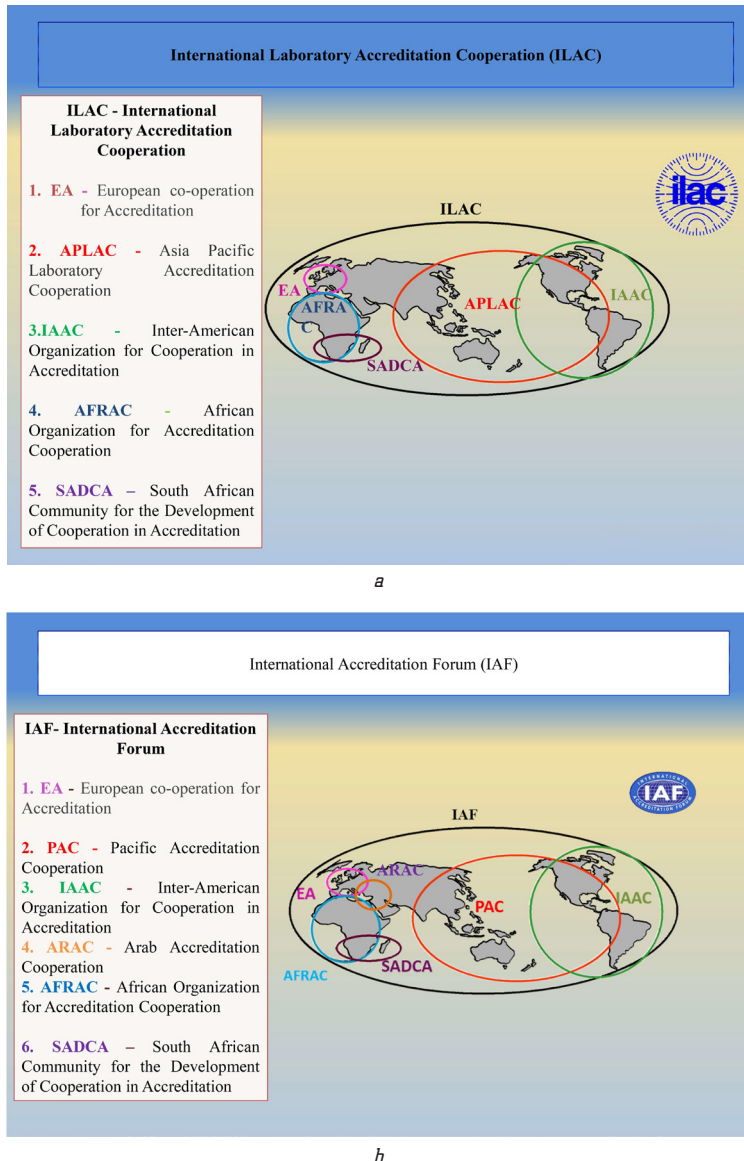 International Laboratory Accreditation Cooperation (ILAC)
ILAC - International
Laboratory Accreditation
Cooperation
1. EA - European co-operation
for Accreditation
2. APLAC - Asia Pacific
Laboratory Accreditation
Cooperation
3.IAAC - Inter-American
Organization for Cooperation in
Accreditation
4. AFRAC - African
Organization for Accreditation
Cooperation
5. SADCA – South African
Community for the Development
of Cooperation in Accreditation
ilac
ILAC
EA
AFRA
C
APLAC
IAAC
SADCA
a
International Accreditation Forum (IAF)
IAF- International Accreditation
Forum
1. EA - European co-operation for
Accreditation
2. PAC - Pacific Accreditation
Cooperation
3. IAAC - Inter-American
Organization for Cooperation in
Accreditation
4. ARAC - Arab Accreditation
Cooperation
5. AFRAC - African Organization
for Accreditation Cooperation
6. SADCA – South African
Community for the Development
of Cooperation in Accreditation
INTERNATIONAL
IAF
ACCREDITATION FORUM
IAF
ARAC
EA
PAC
IAAC
SADCA
AFRAC
b